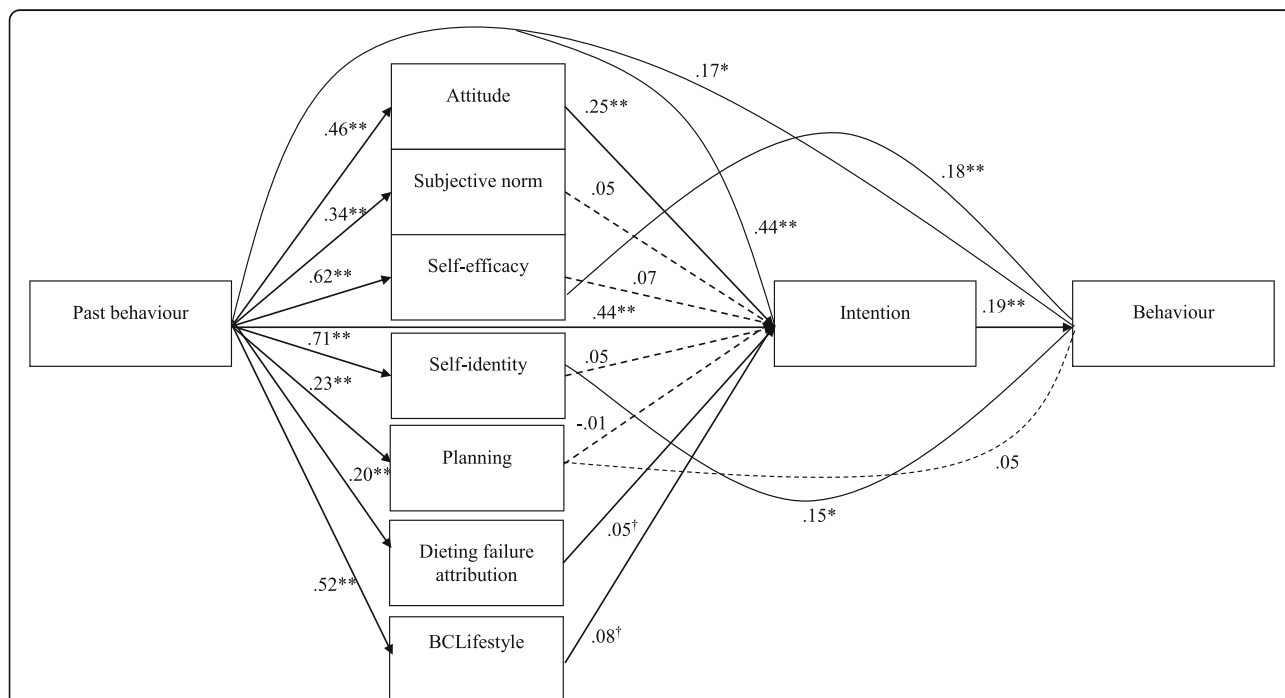 .17*
Attitude
.25**
.46**
.18**
Subjective norm
.05
.34**
.44**
Self-efficacy
.62**
.07
Past behaviour
.44**
Intention
.19**
Behaviour
.71**
Self-identity
.05
.23**
-.01
Planning
.05
.20**
.15*
Dieting failure
attribution
.05†
.52**
BCLifestyle
.08†